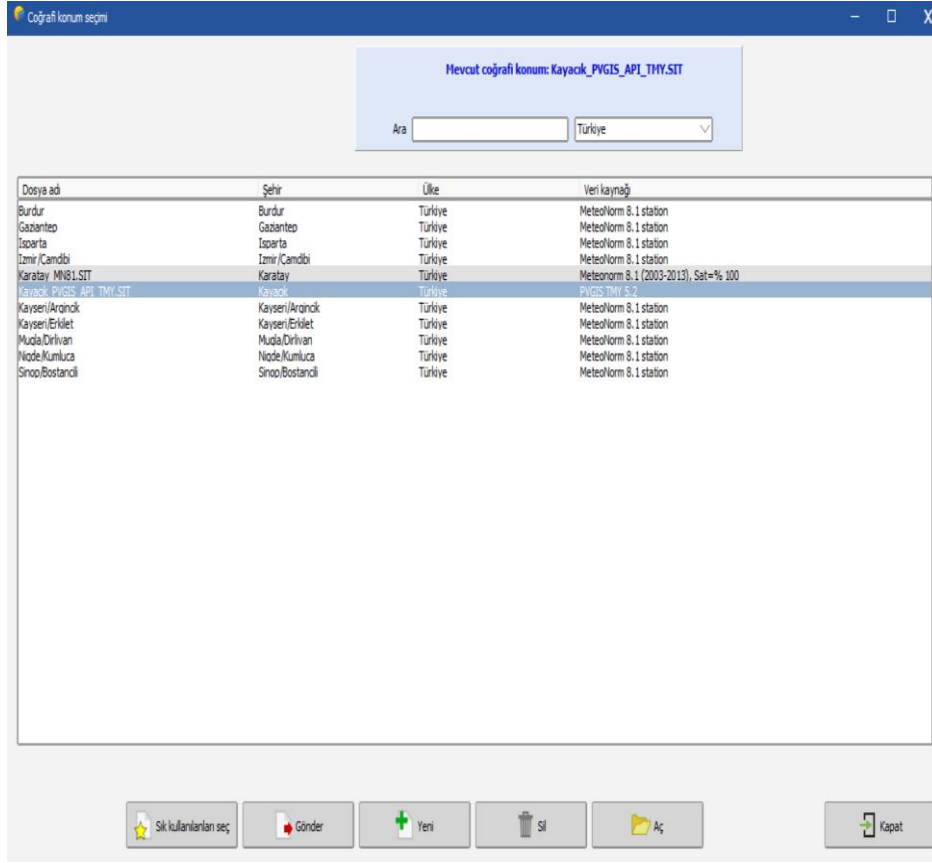 Coğrafi konum seçimi
Mevcut coğrafi konum: Kayacık_PVGIS_API_TMY.SIT
Ara Türkiye
Dosya adı Şehir Ülke Veri kaynağı
Burdur Burdur Türkiye MeteoNorm 8.1 station
Gaziantep Gaziantep Türkiye MeteoNorm 8.1 station
Isparta Isparta Türkiye MeteoNorm 8.1 station
Izmir/Camdibi Izmir/Camdibi Türkiye MeteoNorm 8.1 station
Karatay_MN81.SIT Karatay Türkiye Meteonorm 8.1 (2003-2013), Sat=% 100
Kayacık_PVGIS_API_TMY.SIT Kayacık Türkiye PVGIS TMY 5.2
Kayseri/Argincik Kayseri/Argincik Türkiye MeteoNorm 8.1 station
Kayseri/Erkilet Kayseri/Erkilet Türkiye MeteoNorm 8.1 station
Mugla/Dirlivan Mugla/Dirlivan Türkiye MeteoNorm 8.1 station
Nigde/Kumluca Nigde/Kumluca Türkiye MeteoNorm 8.1 station
Sinop/Bostancili Sinop/Bostancili Türkiye MeteoNorm 8.1 station
Sık kullanılanları seç Gönder Yeni Sil Aç Kapat